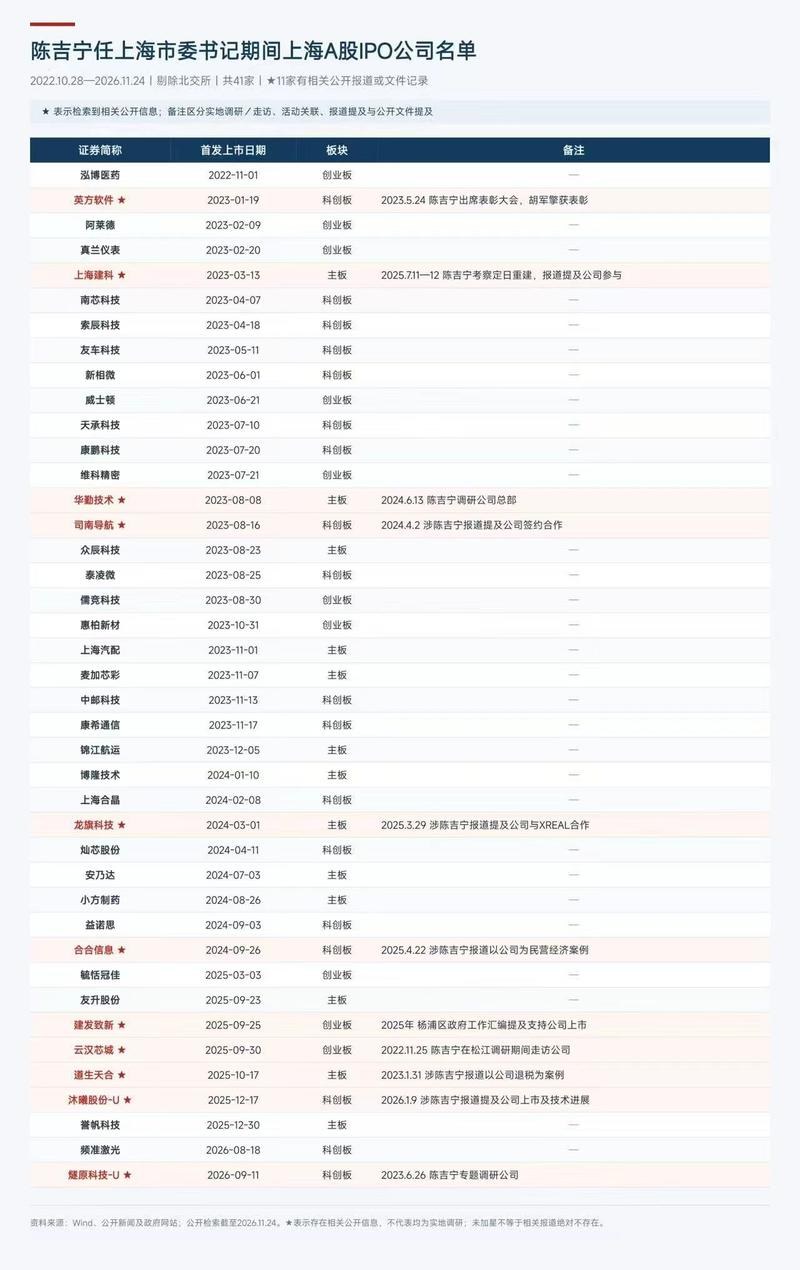 陈吉宁任上海市委书记期间上海A股IPO公司名单
2022.10.28—2026.11.24丨剔除北交所丨共41家丨★11家有相关公开报道或文件记录
★ 表示检索到相关公开信息；备注区分实地调研／走访、活动关联、报道提及与公开文件提及
证券简称 首发上市日期 板块 备注
泓博医药 2022-11-01 创业板 —
英方软件 ★ 2023-01-19 科创板 2023.5.24 陈吉宁出席表彰大会，胡军擎获表彰
阿莱德 2023-02-09 创业板 —
真兰仪表 2023-02-20 创业板 —
上海建科 ★ 2023-03-13 主板 2025.7.11—12 陈吉宁考察定日重建，报道提及公司参与
南芯科技 2023-04-07 科创板 —
索辰科技 2023-04-18 科创板 —
友车科技 2023-05-11 科创板 —
新相微 2023-06-01 科创板 —
威士顿 2023-06-21 创业板 —
天承科技 2023-07-10 科创板 —
康鹏科技 2023-07-20 科创板 —
维科精密 2023-07-21 创业板 —
华勤技术 ★ 2023-08-08 主板 2024.6.13 陈吉宁调研公司总部
司南导航 ★ 2023-08-16 科创板 2024.4.2 涉陈吉宁报道提及公司签约合作
众辰科技 2023-08-23 主板 —
泰凌微 2023-08-25 科创板 —
儒竞科技 2023-08-30 创业板 —
惠柏新材 2023-10-31 创业板 —
上海汽配 2023-11-01 主板 —
麦加芯彩 2023-11-07 主板 —
中邮科技 2023-11-13 科创板 —
康希通信 2023-11-17 科创板 —
锦江航运 2023-12-05 主板 —
博隆技术 2024-01-10 主板 —
上海合晶 2024-02-08 科创板 —
龙旗科技 ★ 2024-03-01 主板 2025.3.29 涉陈吉宁报道提及公司与XREAL合作
灿芯股份 2024-04-11 科创板 —
安乃达 2024-07-03 主板 —
小方制药 2024-08-26 主板 —
益诺思 2024-09-03 科创板 —
合合信息 ★ 2024-09-26 科创板 2025.4.22 涉陈吉宁报道以公司为民营经济案例
毓恬冠佳 2025-03-03 创业板 —
友升股份 2025-09-23 主板 —
建发致新 ★ 2025-09-25 创业板 2025年 杨浦区政府工作汇编提及支持公司上市
云汉芯城 ★ 2025-09-30 创业板 2022.11.25 陈吉宁在松江调研期间走访公司
道生天合 ★ 2025-10-17 主板 2023.1.31 涉陈吉宁报道以公司退税为案例
沐曦股份-U ★ 2025-12-17 科创板 2026.1.9 涉陈吉宁报道提及公司上市及技术进展
誉帆科技 2025-12-30 主板 —
频准激光 2026-08-18 科创板 —
燧原科技-U ★ 2026-09-11 科创板 2023.6.26 陈吉宁专题调研公司
资料来源：Wind、公开新闻及政府网站；公开检索截至2026.11.24。★表示存在相关公开信息，不代表均为实地调研；未加星不等于相关报道绝对不存在。